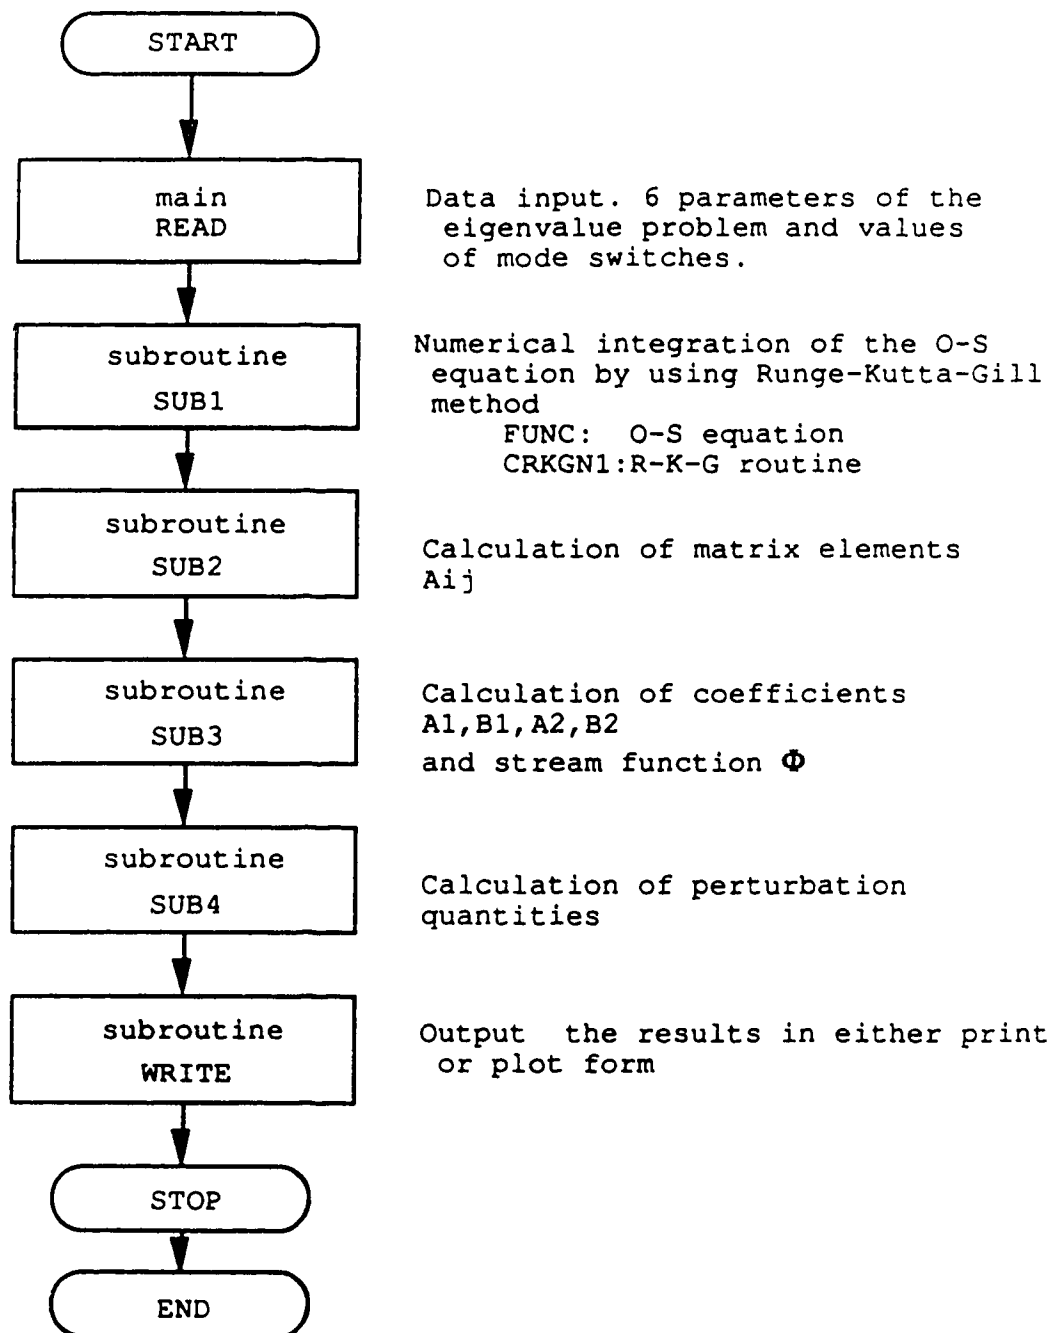 START
main
READ
Data input. 6 parameters of the
eigenvalue problem and values
of mode switches.
subroutine
SUB1
Numerical integration of the O-S
equation by using Runge-Kutta-Gill
method
FUNC: O-S equation
CRKGN1:R-K-G routine
subroutine
SUB2
Calculation of matrix elements
Aij
subroutine
SUB3
Calculation of coefficients
A1,B1,A2,B2
and stream function Φ
subroutine
SUB4
Calculation of perturbation
quantities
subroutine
WRITE
Output the results in either print
or plot form
STOP
END